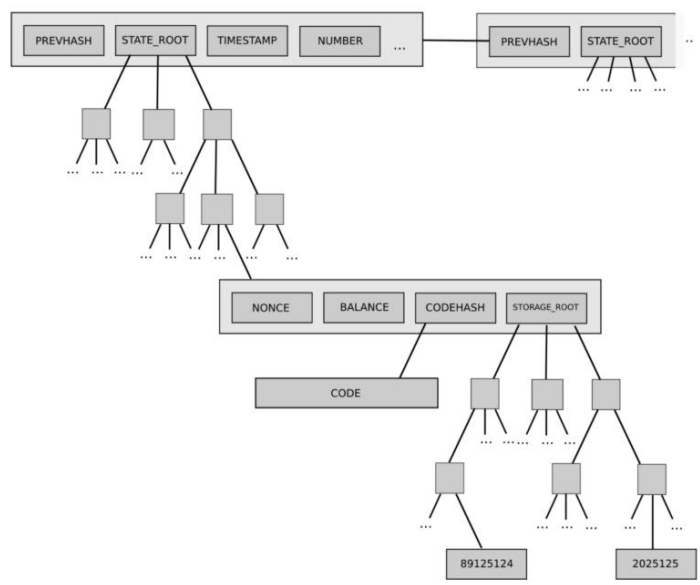 PREVHASH STATE_ROOT TIMESTAMP NUMBER ...
PREVHASH STATE_ROOT ...
... ... ... ...
... ... ... ...
... ... ... ... ... ...
NONCE BALANCE CODEHASH STORAGE_ROOT
CODE
... ... ... ... ...
... ... ... ... ... ...
89125124 2025125